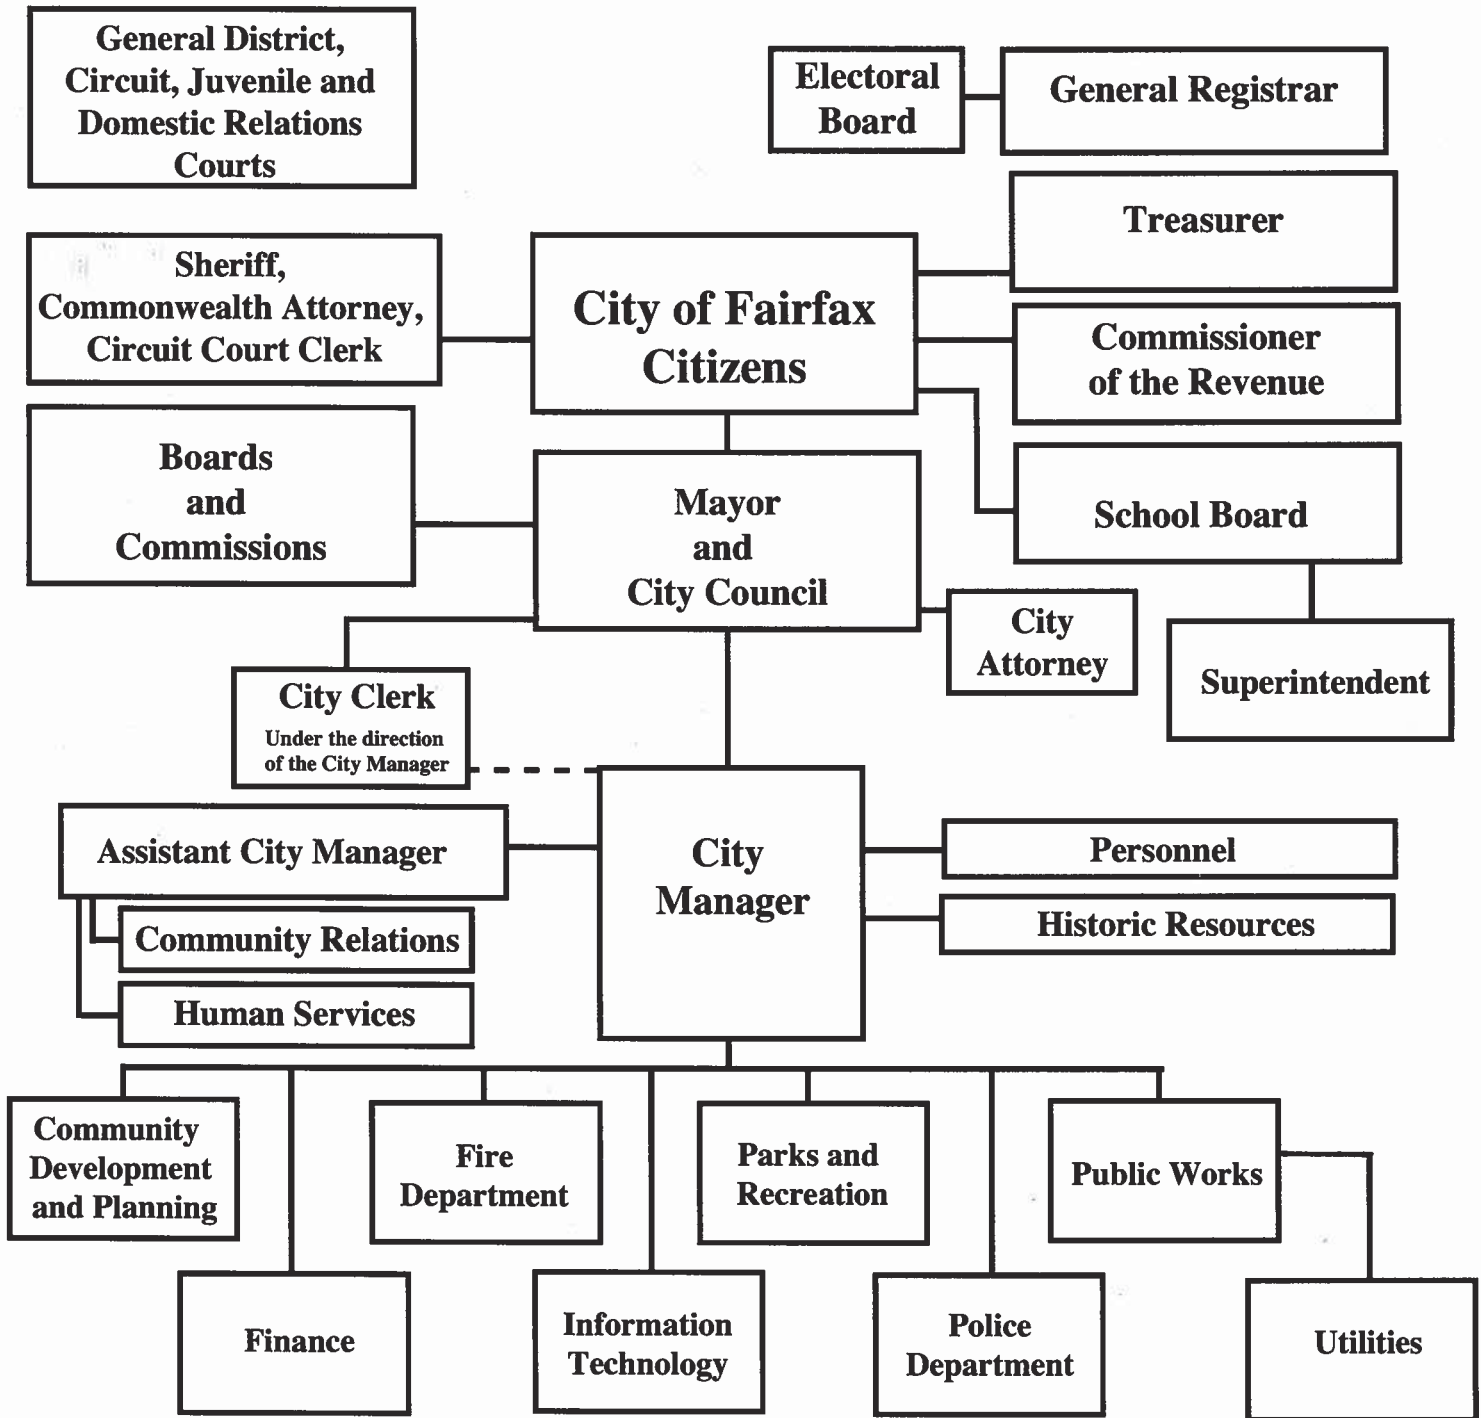 General District,
Circuit, Juvenile and
Domestic Relations
Courts
Electoral
Board
General Registrar
Treasurer
Sheriff,
Commonwealth Attorney,
Circuit Court Clerk
City of Fairfax
Citizens
Commissioner
of the Revenue
Boards
and
Commissions
Mayor
and
City Council
School Board
City
Attorney
Superintendent
City Clerk
Under the direction
of the City Manager
Assistant City Manager
City
Manager
Personnel
Historic Resources
Community Relations
Human Services
Community
Development
and Planning
Fire
Department
Parks and
Recreation
Public Works
Finance
Information
Technology
Police
Department
Utilities